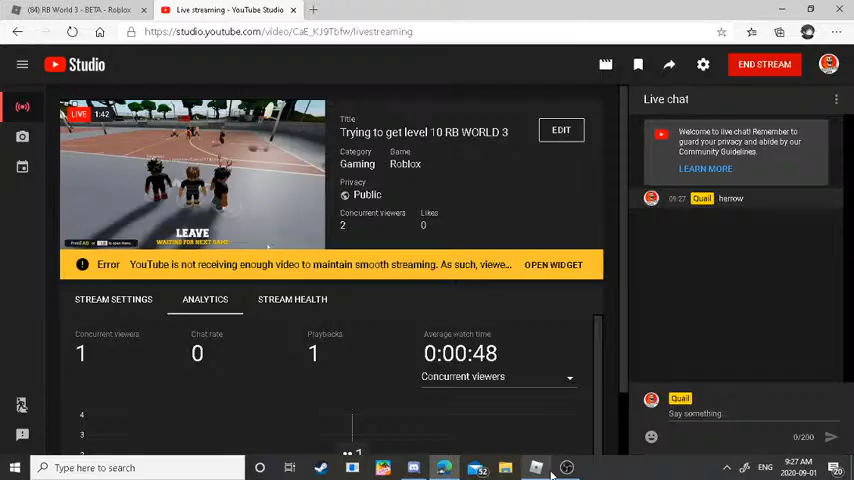 (84) RB World 3 - BETA - Roblox
Live streaming - YouTube Studio
https://studio.youtube.com/video/CaE_KJ9Tbfw/livestreaming
Studio
END STREAM
LIVE 1:42
LEAVE
WAITING FOR NEXT GAME
Title
Trying to get level 10 RB WORLD 3
EDIT
Category Game
Gaming Roblox
Privacy
Public
Concurrent viewers Likes
2 0
Error YouTube is not receiving enough video to maintain smooth streaming. As such, viewe... OPEN WIDGET
STREAM SETTINGS ANALYTICS STREAM HEALTH
Concurrent viewers Chat rate Playbacks Average watch time
1 0 1 0:00:48
Concurrent viewers
4
3
1
Live chat
Welcome to live chat! Remember to
guard your privacy and abide by our
Community Guidelines.
LEARN MORE
09:27 Quail herrow
Quail
Say something...
0/200
Type here to search
52
ENG
9:27 AM
2020-09-01
20